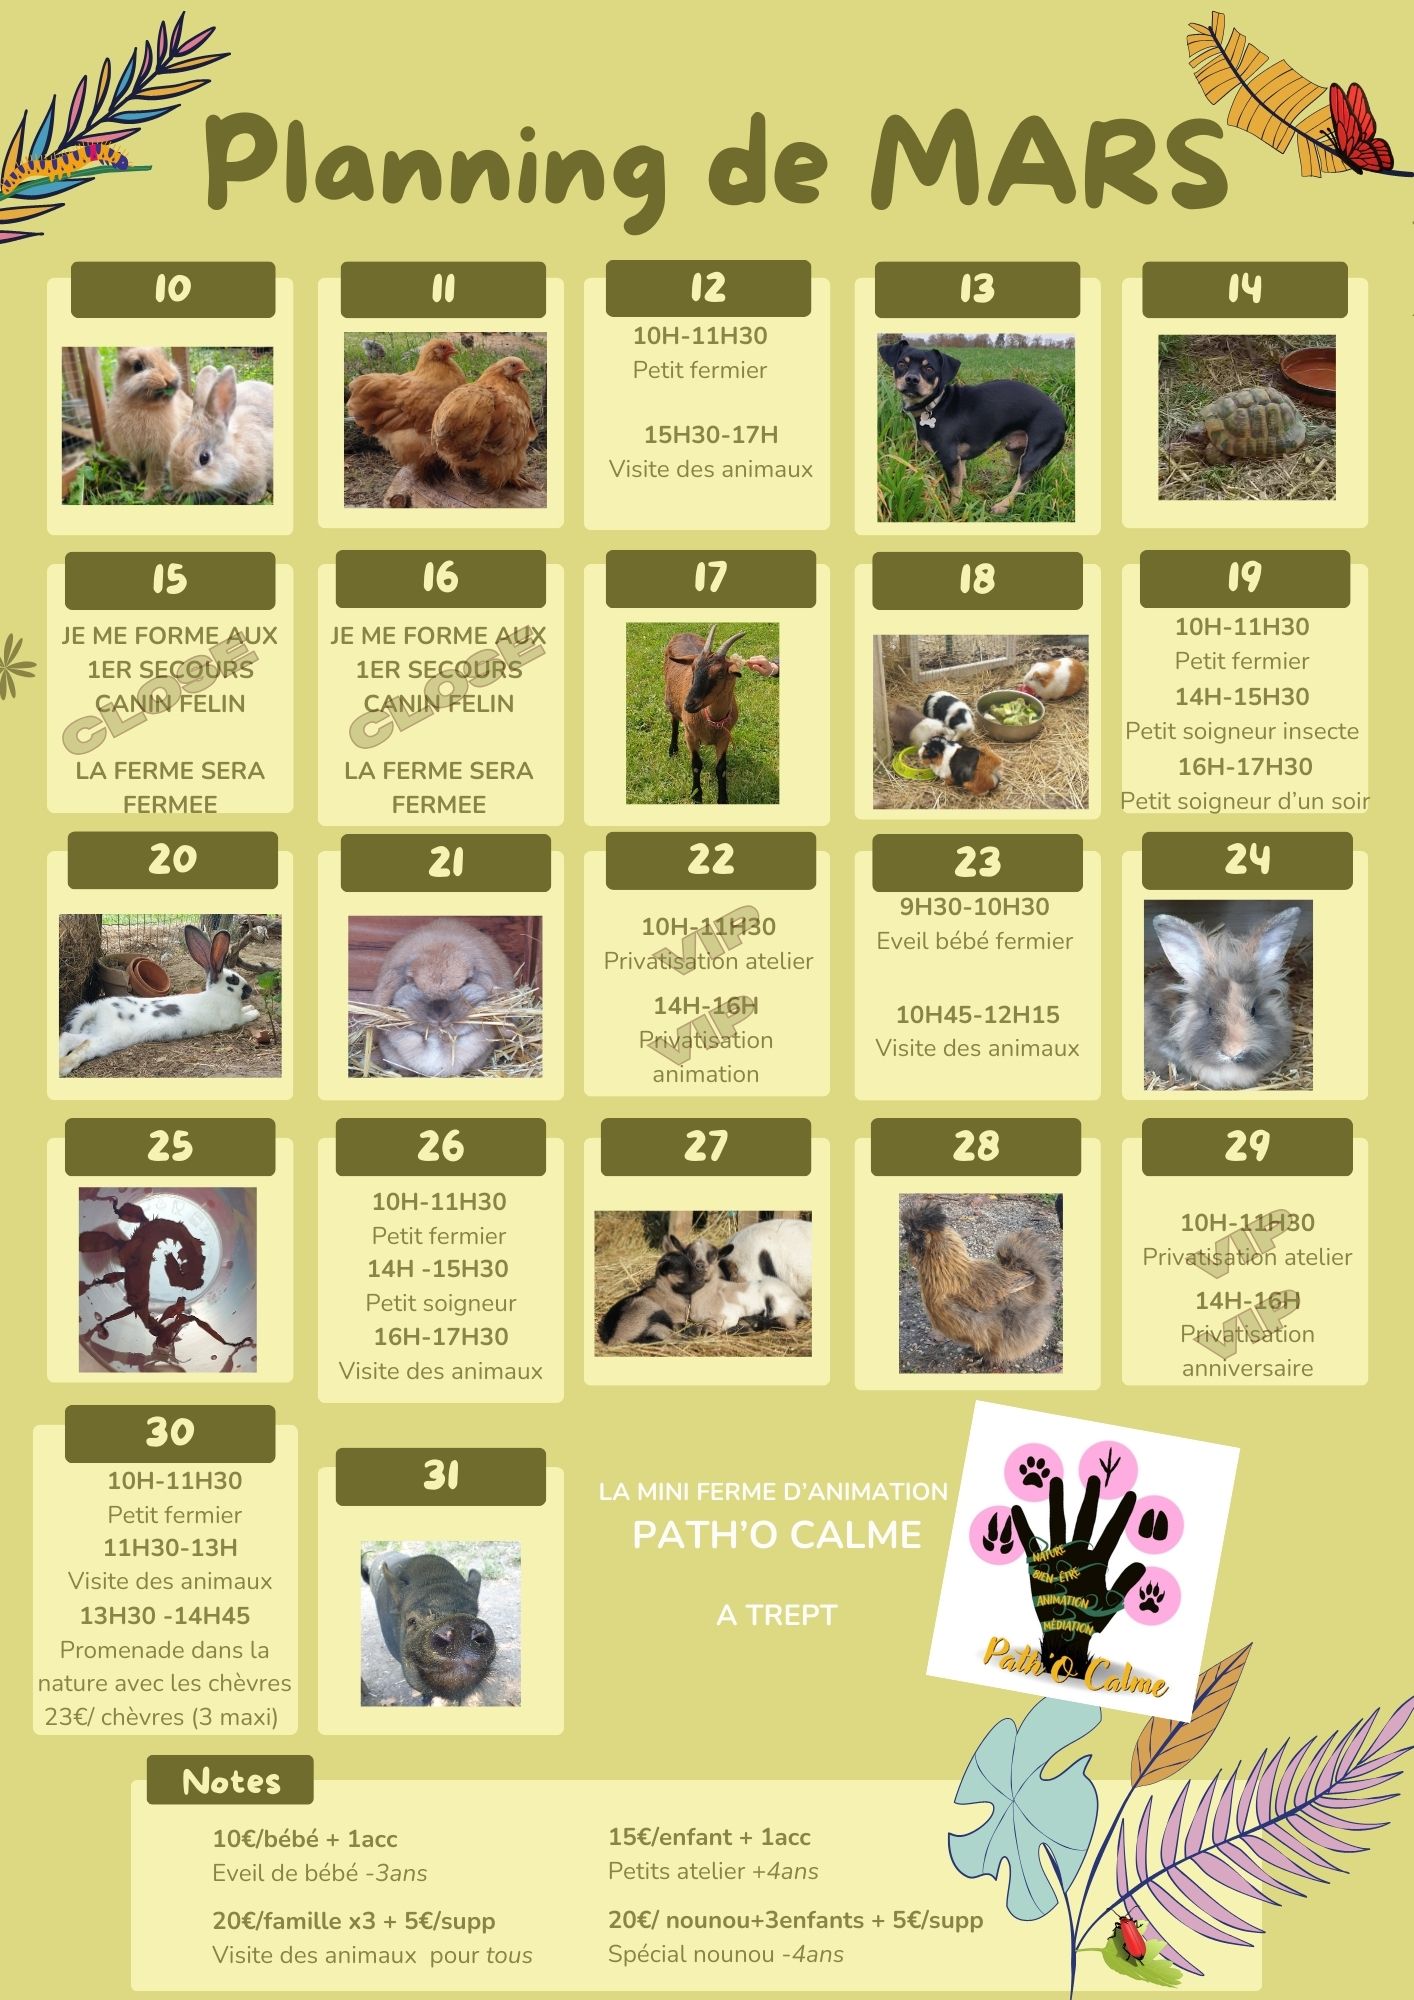 Planning de MARS
10
11
12
10H-11H30
Petit fermier
15H30-17H
Visite des animaux
13
14
15
JE ME FORME AUX
1ER SECOURS
CANIN FELIN
CLOSE
LA FERME SERA
FERMEE
16
JE ME FORME AUX
1ER SECOURS
CANIN FELIN
CLOSE
LA FERME SERA
FERMEE
17
18
19
10H-11H30
Petit fermier
14H-15H30
Petit soigneur insecte
16H-17H30
Petit soigneur d'un soir
20
21
22
10H-11H30
Privatisation atelier
VIP
14H-16H
Privatisation
animation
VIP
23
9H30-10H30
Eveil bébé fermier
10H45-12H15
Visite des animaux
24
25
26
10H-11H30
Petit fermier
14H -15H30
Petit soigneur
16H-17H30
Visite des animaux
27
28
29
10H-11H30
Privatisation atelier
VIP
14H-16H
Privatisation
anniversaire
VIP
30
10H-11H30
Petit fermier
11H30-13H
Visite des animaux
13H30 -14H45
Promenade dans la
nature avec les chèvres
23€/ chèvres (3 maxi)
31
LA MINI FERME D'ANIMATION
PATH'O CALME
A TREPT
NATURE
BIEN-ÊTRE
ANIMATION
MÉDIATION
Path'O Calme
Notes
10€/bébé + 1acc
Eveil de bébé -3ans
20€/famille x3 + 5€/supp
Visite des animaux pour tous
15€/enfant + 1acc
Petits atelier +4ans
20€/ nounou+3enfants + 5€/supp
Spécial nounou -4ans